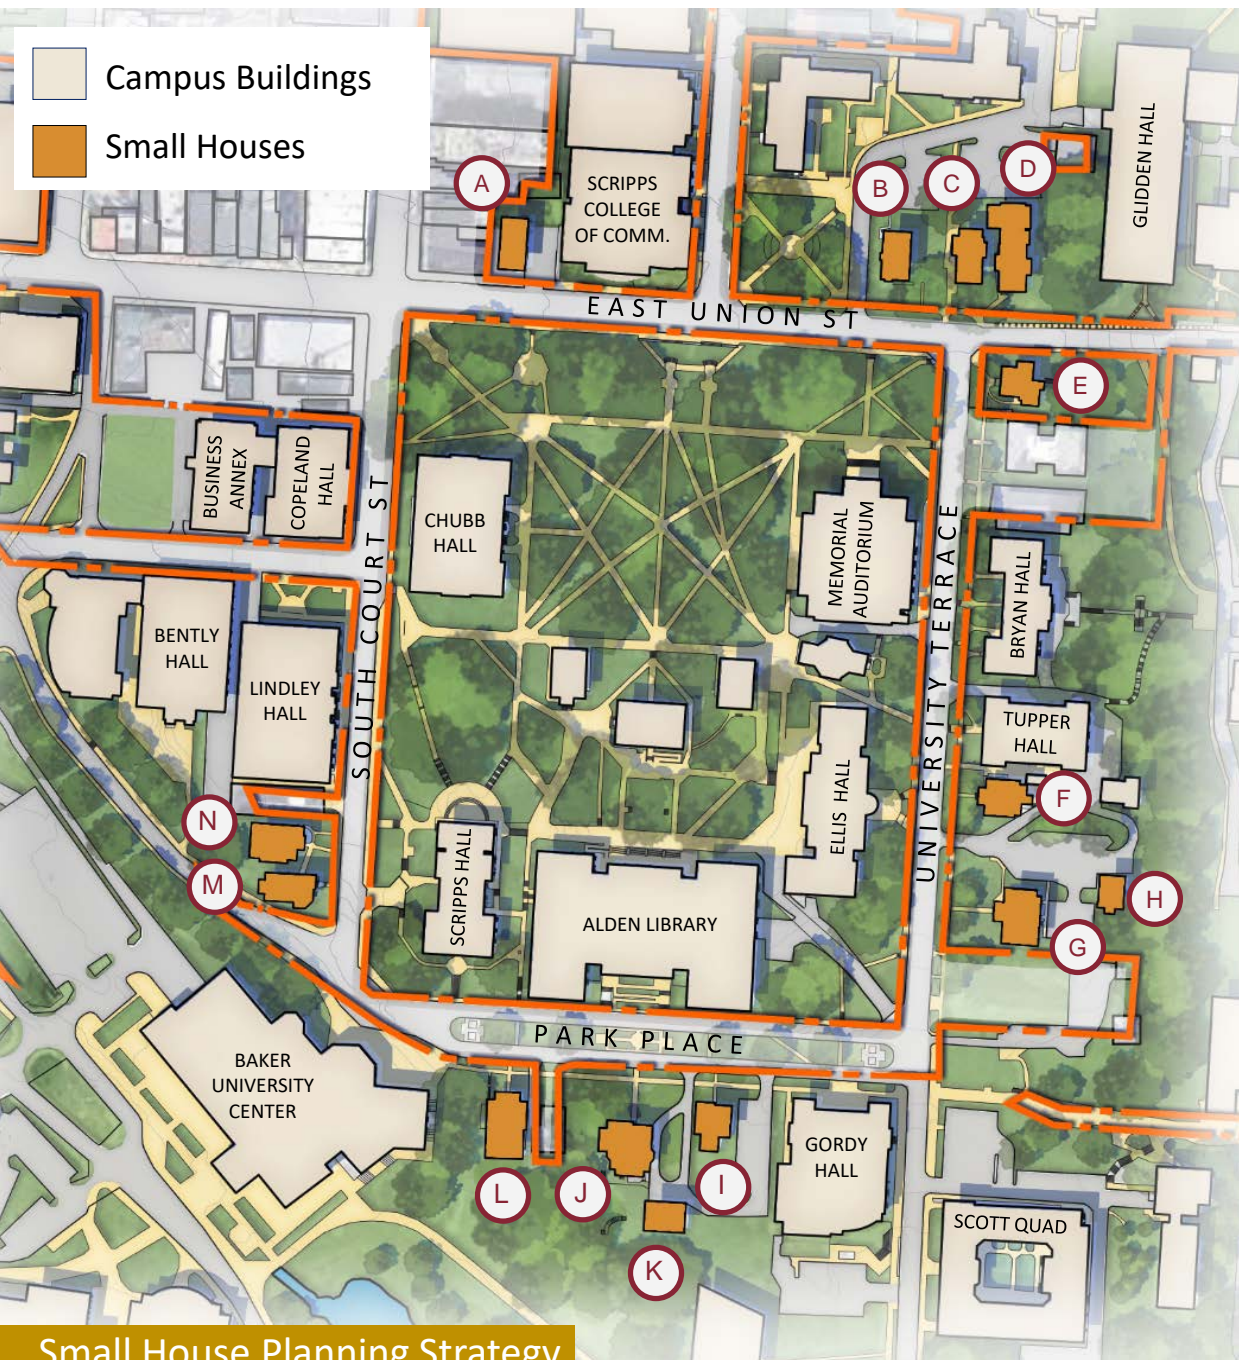 Campus Buildings
Small Houses
A
SCRIPPS
COLLEGE
OF COMM.
B
C
D
GLIDDEN HALL
EAST UNION ST
E
BUSINESS
ANNEX
COPELAND
HALL
CHUBB
HALL
SOUTH COURT ST
MEMORIAL
AUDITORIUM
UNIVERSITY TERRACE
BRYAN HALL
BENTLY
HALL
LINDLEY
HALL
TUPPER
HALL
F
N
M
SCRIPPS HALL
ELLIS HALL
ALDEN LIBRARY
H
G
PARK PLACE
BAKER
UNIVERSITY
CENTER
GORDY
HALL
L
J
I
K
SCOTT QUAD
Small House Planning Strategy